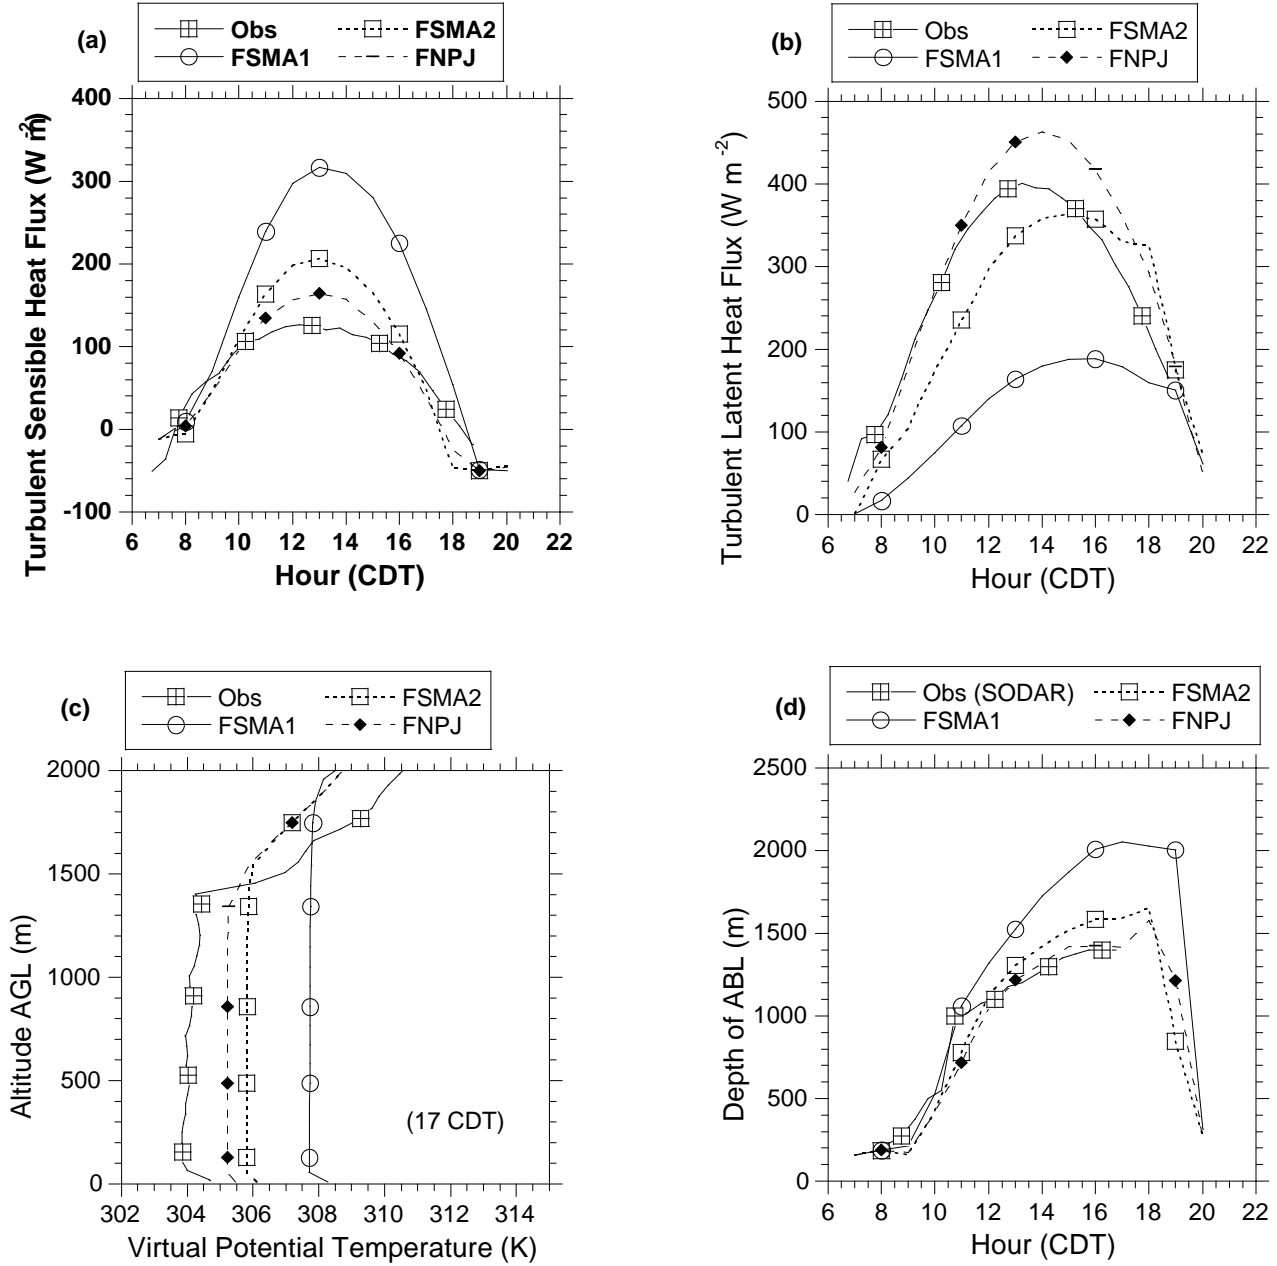 (a)
Obs
FSMA2
FSMA1
FNPJ
400
300
200
100
0
-100
Turbulent Sensible Heat Flux (W m-2)
6 8 10 12 14 16 18 20 22
Hour (CDT)
(b)
Obs
FSMA2
FSMA1
FNPJ
500
400
300
200
100
0
Turbulent Latent Heat Flux (W m-2)
6 8 10 12 14 16 18 20 22
Hour (CDT)
(c)
Obs
FSMA2
FSMA1
FNPJ
2000
1500
1000
500
0
Altitude AGL (m)
(17 CDT)
302 304 306 308 310 312 314
Virtual Potential Temperature (K)
(d)
Obs (SODAR)
FSMA2
FSMA1
FNPJ
2500
2000
1500
1000
500
0
Depth of ABL (m)
6 8 10 12 14 16 18 20 22
Hour (CDT)